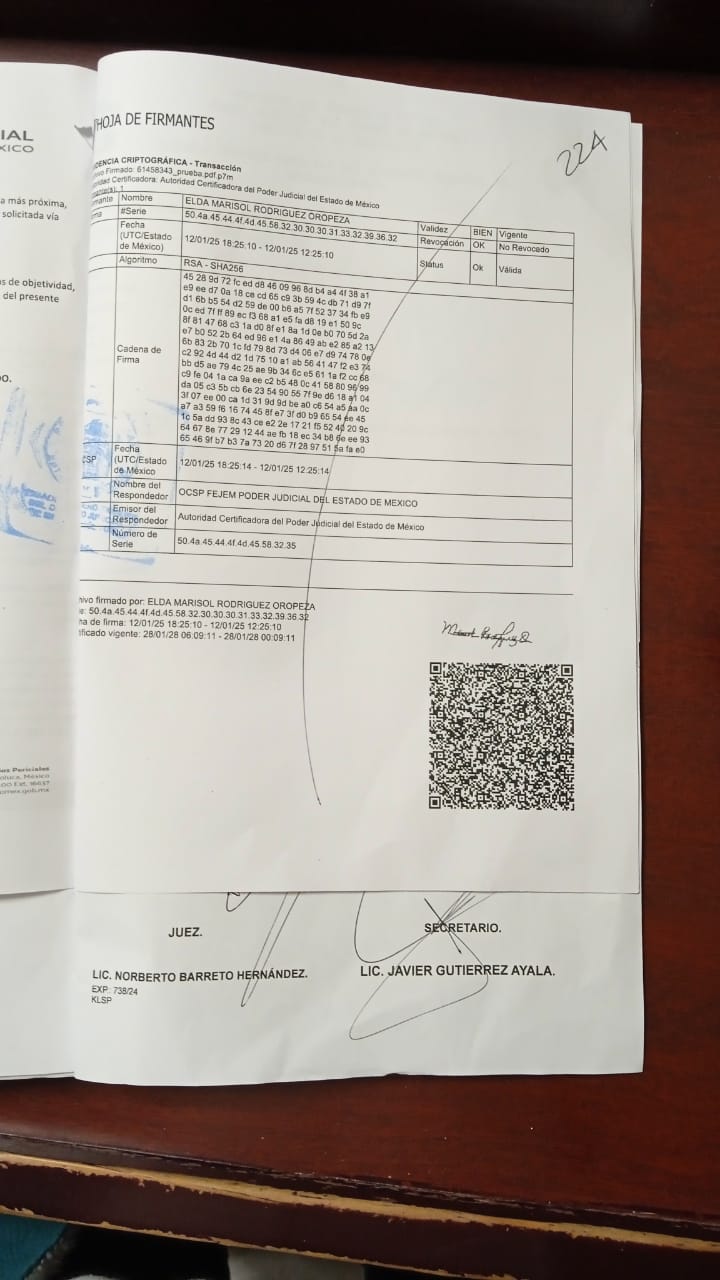 IAL
XICO
a más próxima,
solicitada vía
s de objetividad,
del presente
O.
HOJA DE FIRMANTES
224
DENCIA CRIPTOGRÁFICA - Transacción
ivo Firmado: 61458343_prueba.pdf.p7m
ridad Certificadora: Autoridad Certificadora del Poder Judicial del Estado de México
mante(s): 1
mante Nombre ELDA MARISOL RODRIGUEZ OROPEZA Validez BIEN Vigente
rma #Serie 50.4a.45.44.4f.4d.45.58.32.30.30.30.31.33.32.39.36.32 Revocación OK No Revocado
Fecha (UTC/Estado de México) 12/01/25 18:25:10 - 12/01/25 12:25:10 Status Ok Válida
Algoritmo RSA - SHA256
Cadena de Firma
45 28 9d 72 fc ed d8 46 09 96 8d b4 a4 4f 38 a1
e9 ee d7 0a 18 ce cd 65 c9 3b 59 4c db 71 d9 7f
d1 6b b5 54 d2 59 de 00 b6 a5 7f 52 37 34 fb e9
0c ed 7f ff 89 ec f3 68 a1 e5 fa d8 19 e1 50 9c
8f 81 47 68 c3 1a d0 8f e1 8a 1d 0e b0 70 5d 2a
e7 b0 52 2b 64 ed 96 e1 4a 86 49 ab e2 85 a2 13
6b 83 2b 70 1c fd 79 8d 73 d4 06 e7 d9 74 78 0e
c2 92 4d 44 d2 1d 75 10 a1 ab 56 41 47 f2 e3 74
bb d5 ae 79 4c 25 ae 9b 34 6c e5 61 1a f2 cc 68
c9 fe 04 1a ca 9a ee c2 b5 48 0c 41 58 80 96 99
da 05 c3 5b cb 6e 23 54 90 55 7f 9e d6 18 a1 04
3f 07 ee 00 ca 1d 31 9d 9d be a0 c6 54 a5 aa 0c
a7 a3 59 f6 16 74 45 8f e7 3f d0 b9 65 54 ee 45
1c 5a dd 93 8c 43 ce e2 2e 17 21 f5 52 40 20 9c
64 67 8e 77 29 12 44 ae fb 18 ec 34 b8 6e ee 93
65 46 9f b7 b3 7a 73 20 d6 7f 28 97 51 5a fa e0
CSP Fecha (UTC/Estado de México) 12/01/25 18:25:14 - 12/01/25 12:25:14
Nombre del Respondedor OCSP FEJEM PODER JUDICIAL DEL ESTADO DE MEXICO
Emisor del Respondedor Autoridad Certificadora del Poder Judicial del Estado de México
Número de Serie 50.4a.45.44.4f.4d.45.58.32.35
hivo firmado por: ELDA MARISOL RODRIGUEZ OROPEZA
e: 50.4a.45.44.4f.4d.45.58.32.30.30.30.31.33.32.39.36.32
ha de firma: 12/01/25 18:25:10 - 12/01/25 12:25:10
tificado vigente: 28/01/28 06:09:11 - 28/01/28 00:09:11
ios Periciales
oluca, México
00 Ext. 16637
omex.gob.mx
JUEZ.
SECRETARIO.
LIC. NORBERTO BARRETO HERNÁNDEZ.
LIC. JAVIER GUTIERREZ AYALA.
EXP: 738/24
KLSP